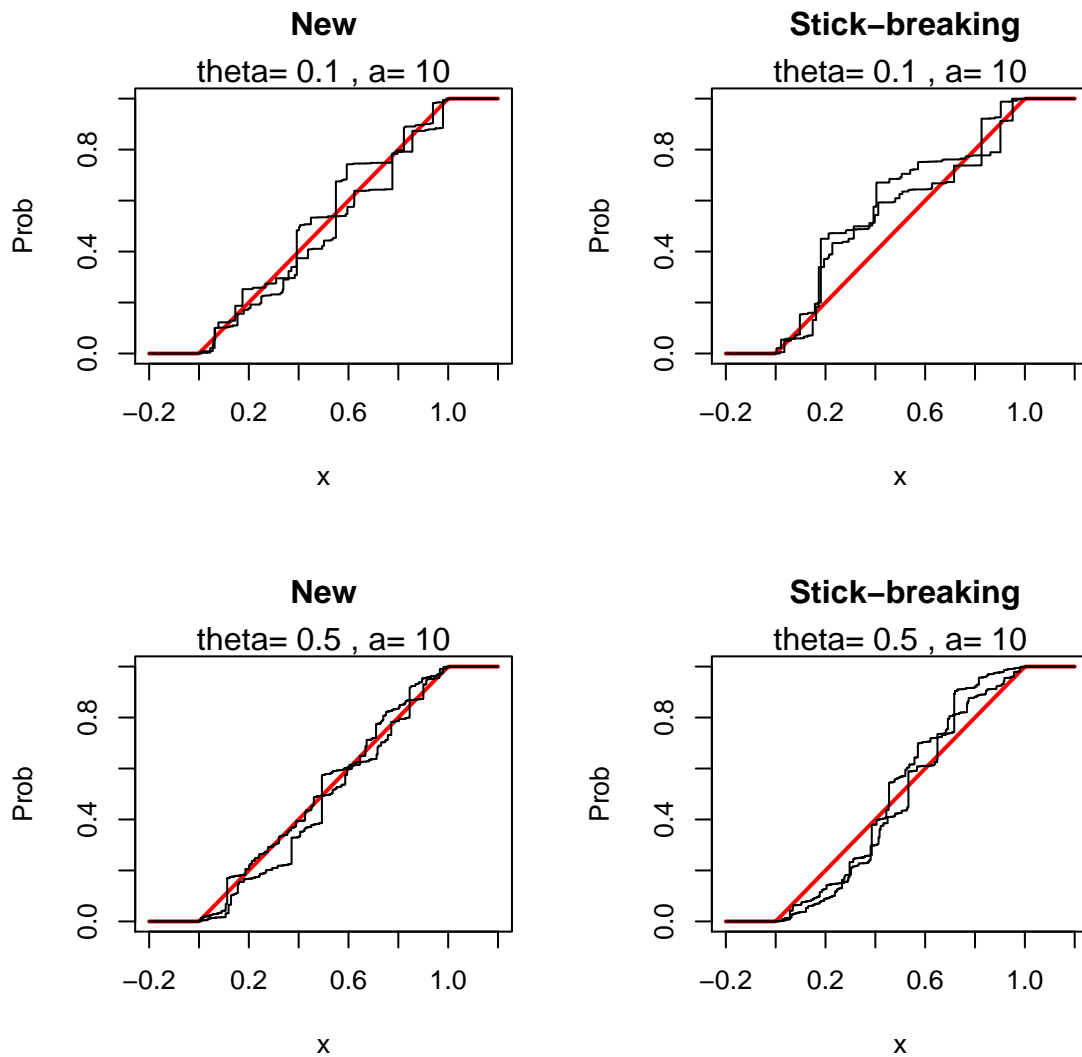 New
theta= 0.1 , a= 10
Prob
0.0 0.4 0.8
−0.2 0.2 0.6 1.0
x
Stick−breaking
theta= 0.1 , a= 10
Prob
0.0 0.4 0.8
−0.2 0.2 0.6 1.0
x
New
theta= 0.5 , a= 10
Prob
0.0 0.4 0.8
−0.2 0.2 0.6 1.0
x
Stick−breaking
theta= 0.5 , a= 10
Prob
0.0 0.4 0.8
−0.2 0.2 0.6 1.0
x